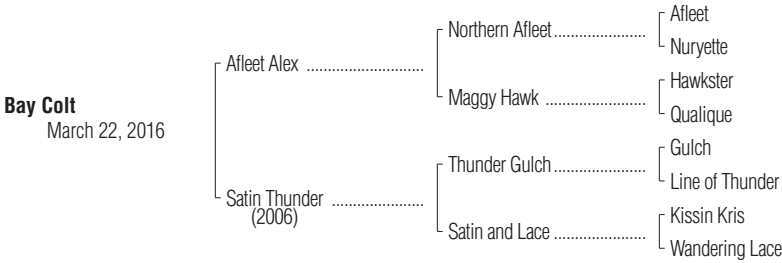 Afleet
Northern Afleet
Nuryette
Afleet Alex
Hawkster
Maggy Hawk
Qualique
Bay Colt
March 22, 2016
Gulch
Thunder Gulch
Line of Thunder
Satin Thunder
(2006)
Kissin Kris
Satin and Lace
Wandering Lace